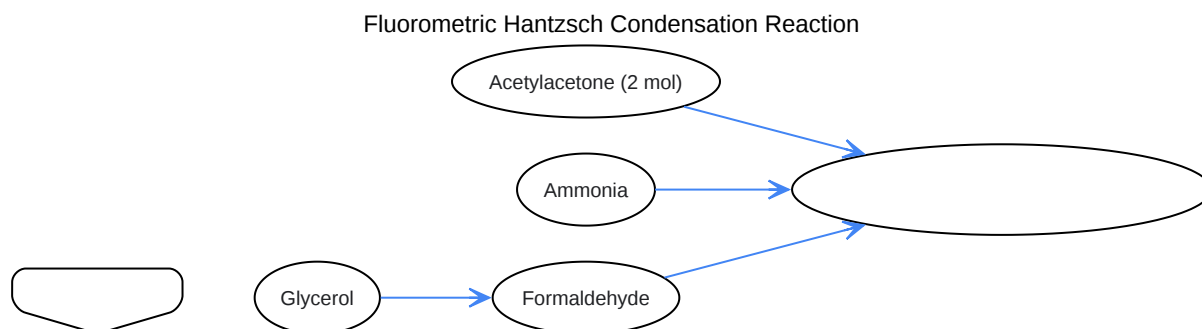 Fluorometric Hantzsch Condensation Reaction
Acetylacetone (2 mol)
Ammonia
Glycerol
Formaldehyde